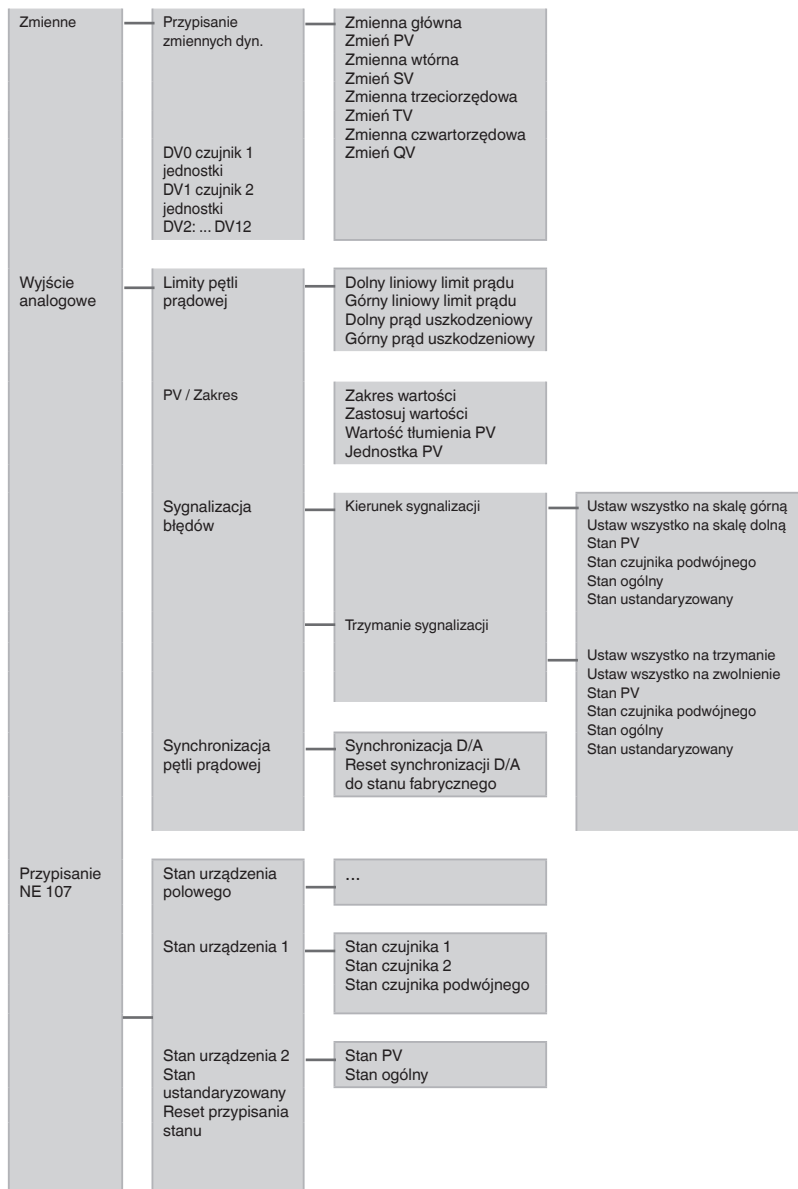 Zmienne
Przypisanie
zmiennych dyn.
DV0 czujnik 1
jednostki
DV1 czujnik 2
jednostki
DV2: ... DV12
Zmienna główna
Zmień PV
Zmienna wtórna
Zmień SV
Zmienna trzeciorzędowa
Zmień TV
Zmienna czwartorzędowa
Zmień QV
Wyjście
analogowe
Limity pętli
prądowej
Dolny liniowy limit prądu
Górny liniowy limit prądu
Dolny prąd uszkodzeniowy
Górny prąd uszkodzeniowy
PV / Zakres
Zakres wartości
Zastosuj wartości
Wartość tłumienia PV
Jednostka PV
Sygnalizacja
błędów
Kierunek sygnalizacji
Ustaw wszystko na skalę górną
Ustaw wszystko na skalę dolną
Stan PV
Stan czujnika podwójnego
Stan ogólny
Stan ustandaryzowany
Trzymanie sygnalizacji
Ustaw wszystko na trzymanie
Ustaw wszystko na zwolnienie
Stan PV
Stan czujnika podwójnego
Stan ogólny
Stan ustandaryzowany
Synchronizacja
pętli prądowej
Synchronizacja D/A
Reset synchronizacji D/A
do stanu fabrycznego
Przypisanie
NE 107
Stan urządzenia
polowego
...
Stan urządzenia 1
Stan czujnika 1
Stan czujnika 2
Stan czujnika podwójnego
Stan urządzenia 2
Stan
ustandaryzowany
Reset przypisania
stanu
Stan PV
Stan ogólny